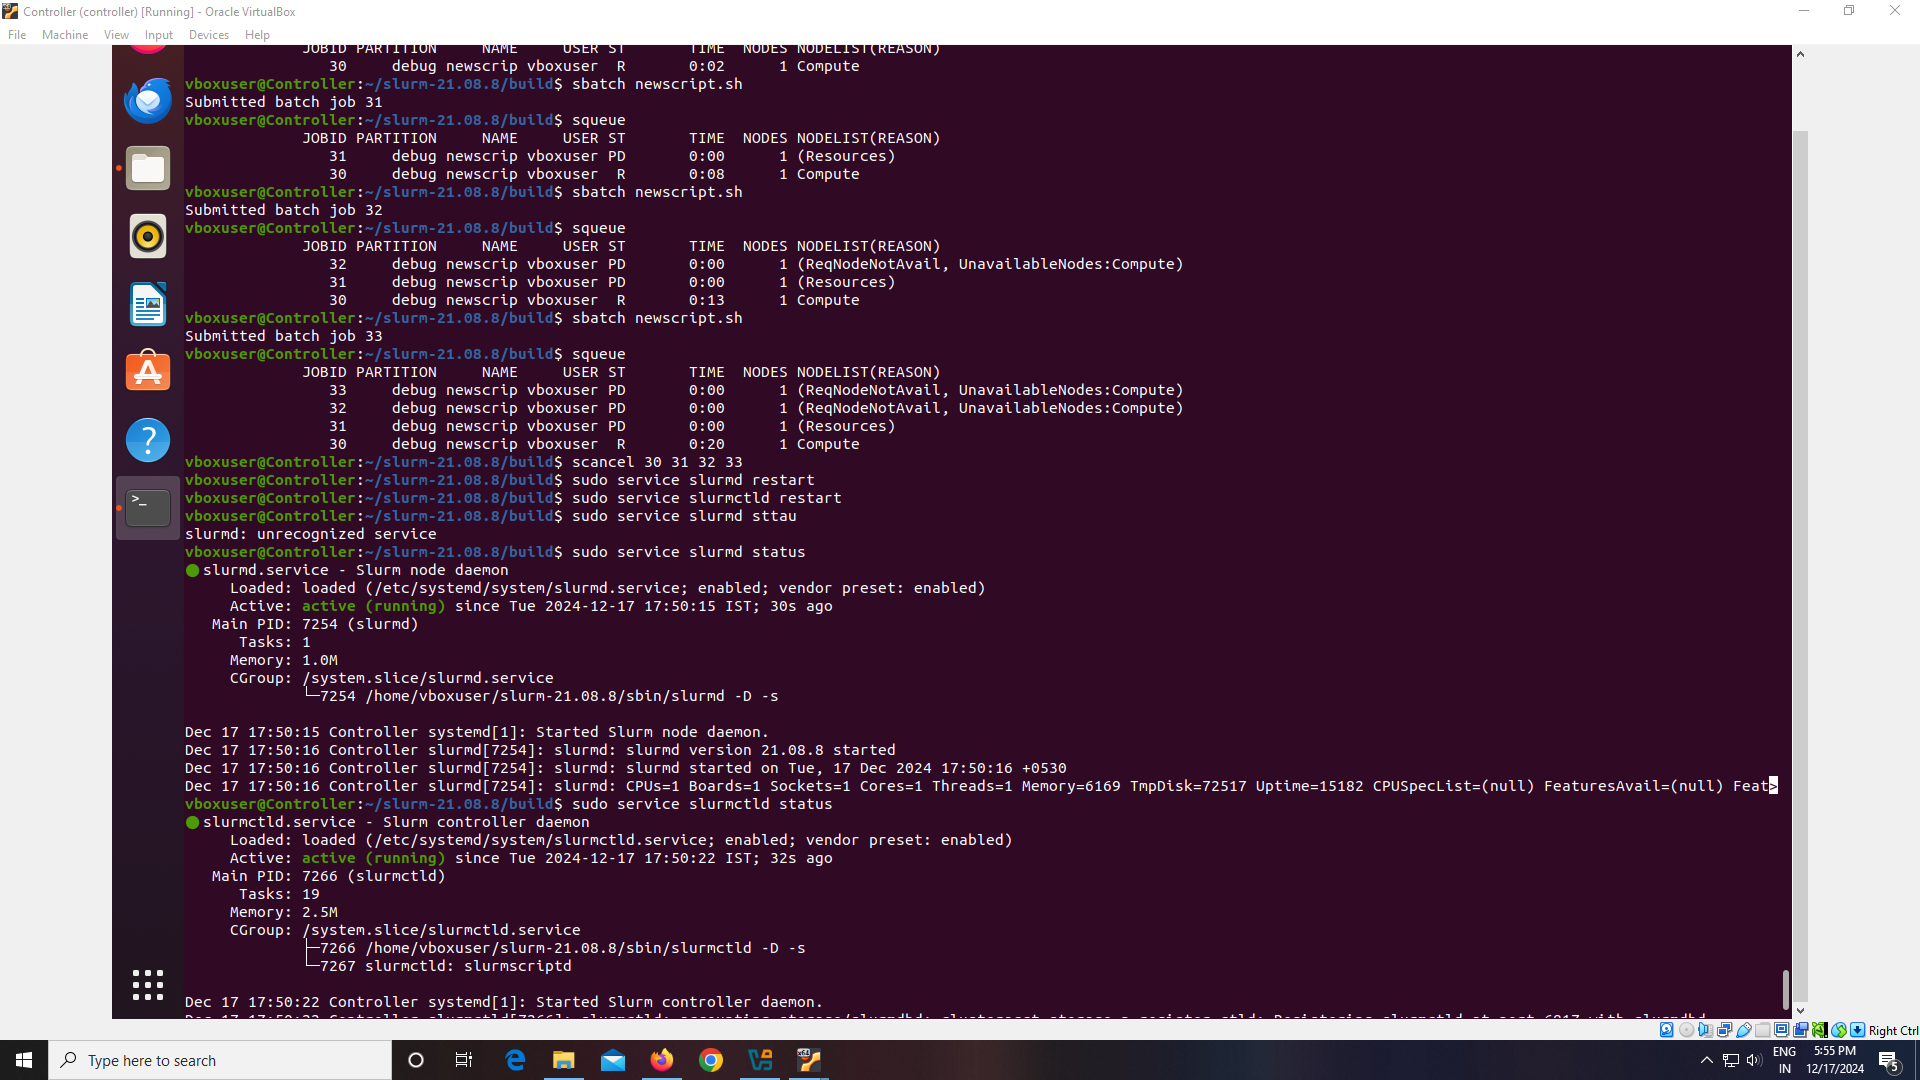 Controller (controller) [Running] - Oracle VirtualBox
File Machine View Input Devices Help
JOBID PARTITION NAME USER ST TIME NODES NODELIST(REASON)
30 debug newscrip vboxuser R 0:02 1 Compute
vboxuser@Controller:~/slurm-21.08.8/build$ sbatch newscript.sh
Submitted batch job 31
vboxuser@Controller:~/slurm-21.08.8/build$ squeue
JOBID PARTITION NAME USER ST TIME NODES NODELIST(REASON)
31 debug newscrip vboxuser PD 0:00 1 (Resources)
30 debug newscrip vboxuser R 0:08 1 Compute
vboxuser@Controller:~/slurm-21.08.8/build$ sbatch newscript.sh
Submitted batch job 32
vboxuser@Controller:~/slurm-21.08.8/build$ squeue
JOBID PARTITION NAME USER ST TIME NODES NODELIST(REASON)
32 debug newscrip vboxuser PD 0:00 1 (ReqNodeNotAvail, UnavailableNodes:Compute)
31 debug newscrip vboxuser PD 0:00 1 (Resources)
30 debug newscrip vboxuser R 0:13 1 Compute
vboxuser@Controller:~/slurm-21.08.8/build$ sbatch newscript.sh
Submitted batch job 33
vboxuser@Controller:~/slurm-21.08.8/build$ squeue
JOBID PARTITION NAME USER ST TIME NODES NODELIST(REASON)
33 debug newscrip vboxuser PD 0:00 1 (ReqNodeNotAvail, UnavailableNodes:Compute)
32 debug newscrip vboxuser PD 0:00 1 (ReqNodeNotAvail, UnavailableNodes:Compute)
31 debug newscrip vboxuser PD 0:00 1 (Resources)
30 debug newscrip vboxuser R 0:20 1 Compute
vboxuser@Controller:~/slurm-21.08.8/build$ scancel 30 31 32 33
vboxuser@Controller:~/slurm-21.08.8/build$ sudo service slurmd restart
vboxuser@Controller:~/slurm-21.08.8/build$ sudo service slurmctld restart
vboxuser@Controller:~/slurm-21.08.8/build$ sudo service slurmd sttau
slurmd: unrecognized service
vboxuser@Controller:~/slurm-21.08.8/build$ sudo service slurmd status
slurmd.service - Slurm node daemon
Loaded: loaded (/etc/systemd/system/slurmd.service; enabled; vendor preset: enabled)
Active: active (running) since Tue 2024-12-17 17:50:15 IST; 30s ago
Main PID: 7254 (slurmd)
Tasks: 1
Memory: 1.0M
CGroup: /system.slice/slurmd.service
└─7254 /home/vboxuser/slurm-21.08.8/sbin/slurmd -D -s
Dec 17 17:50:15 Controller systemd[1]: Started Slurm node daemon.
Dec 17 17:50:16 Controller slurmd[7254]: slurmd: slurmd version 21.08.8 started
Dec 17 17:50:16 Controller slurmd[7254]: slurmd: slurmd started on Tue, 17 Dec 2024 17:50:16 +0530
Dec 17 17:50:16 Controller slurmd[7254]: slurmd: CPUs=1 Boards=1 Sockets=1 Cores=1 Threads=1 Memory=6169 TmpDisk=72517 Uptime=15182 CPUSpecList=(null) FeaturesAvail=(null) Feat>
vboxuser@Controller:~/slurm-21.08.8/build$ sudo service slurmctld status
slurmctld.service - Slurm controller daemon
Loaded: loaded (/etc/systemd/system/slurmctld.service; enabled; vendor preset: enabled)
Active: active (running) since Tue 2024-12-17 17:50:22 IST; 32s ago
Main PID: 7266 (slurmctld)
Tasks: 19
Memory: 2.5M
CGroup: /system.slice/slurmctld.service
├─7266 /home/vboxuser/slurm-21.08.8/sbin/slurmctld -D -s
└─7267 slurmctld: slurmscriptd
Dec 17 17:50:22 Controller systemd[1]: Started Slurm controller daemon.
Right Ctrl
Type here to search
ENG
IN
5:55 PM
12/17/2024
5